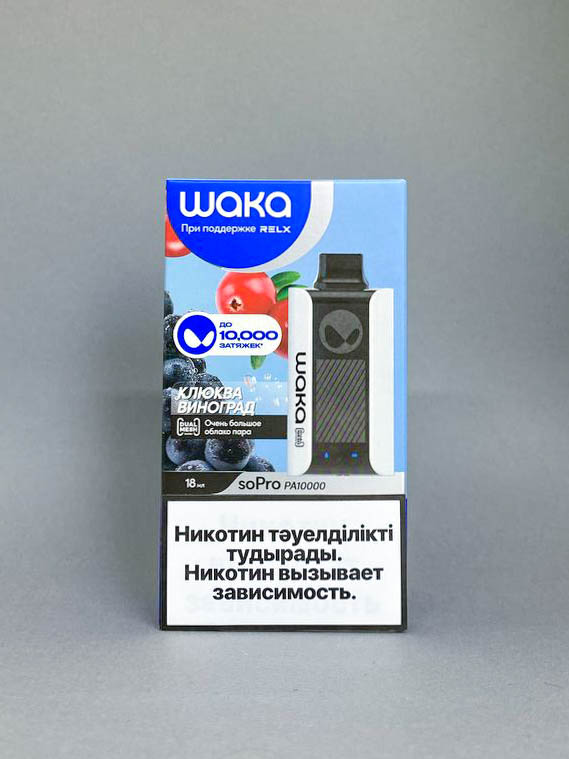 waka
При поддержке RELX
ДО
10,000
ЗАТЯЖЕК*
КЛЮКВА
ВИНОГРАД
DUAL
MESH
Очень большое
облако пара
waka
18 мл
soPro PA10000
Никотин тәуелділікті
тудырады.
Никотин вызывает
зависимость.